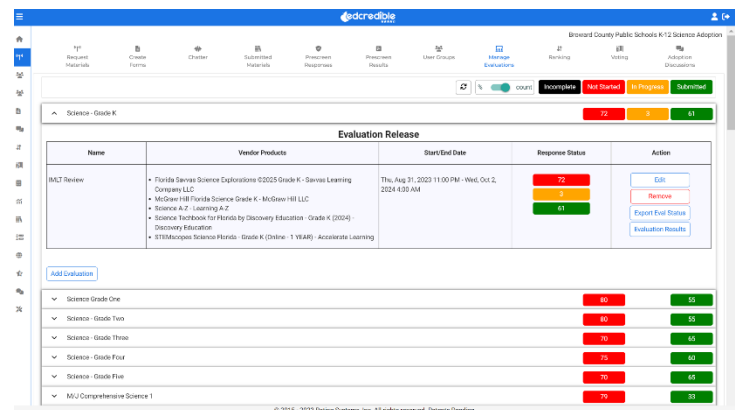 edcredible
Broward County Public Schools K-12 Science Adoption
Request Materials
Create Forms
Chatter
Submitted Materials
Prescreen Responses
Prescreen Results
User Groups
Manage Evaluations
Ranking
Voting
Adoption Discussions
% count
Incomplete
Not Started
In Progress
Submitted
Science - Grade K
72 3 61
Evaluation Release
Name Vendor Products Start/End Date Response Status Action
IMLT Review
• Florida Savvas Science Explorations ©2025 Grade K - Savvas Learning
Company LLC
• McGraw Hill Florida Science Grade K - McGraw Hill LLC
• Science A-Z - Learning A-Z
• Science Techbook for Florida by Discovery Education - Grade K (2024) -
Discovery Education
• STEMscopes Science Florida - Grade K (Online - 1 YEAR) - Accelerate Learning
Thu, Aug 31, 2023 11:00 PM - Wed, Oct 2,
2024 4:00 AM
72
3
61
Edit
Remove
Export Eval Status
Evaluation Results
Add Evaluation
Science Grade One 80 55
Science - Grade Two 80 55
Science - Grade Three 70 65
Science - Grade Four 75 60
Science - Grade Five 70 65
M/J Comprehensive Science 1 79 33